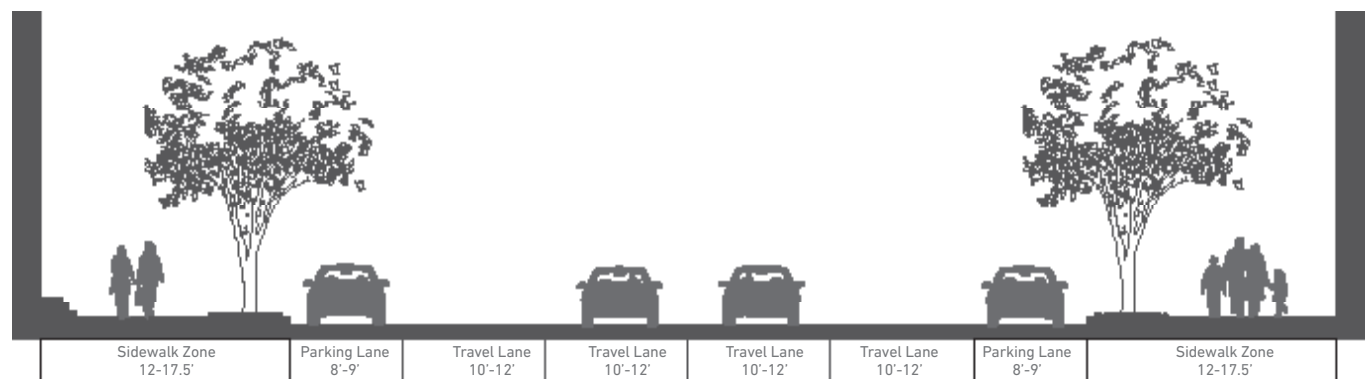 Sidewalk Zone
12-17.5'
Parking Lane
8'-9'
Travel Lane
10'-12'
Travel Lane
10'-12'
Travel Lane
10'-12'
Travel Lane
10'-12'
Parking Lane
8'-9'
Sidewalk Zone
12-17.5'